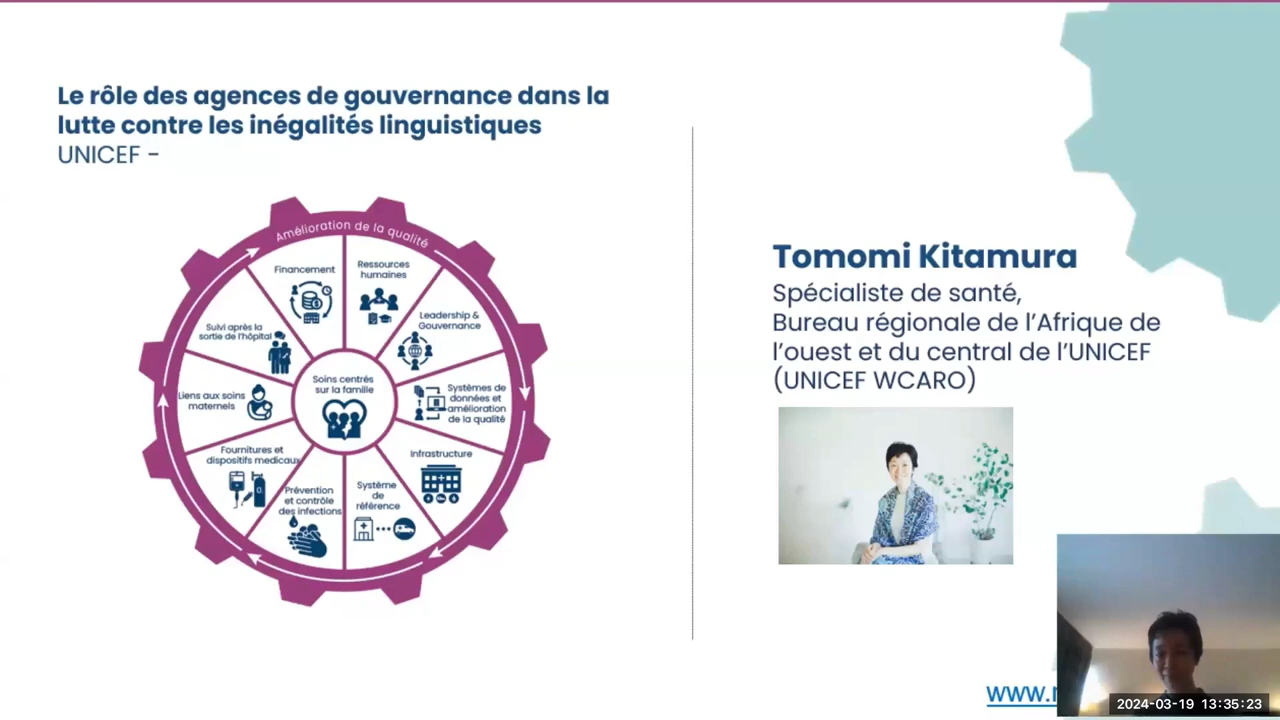 Le rôle des agences de gouvernance dans la
lutte contre les inégalités linguistiques
UNICEF -
Amélioration de la qualité
Financement
Ressources
humaines
Leadership &
Gouvernance
Systèmes de
données et
amélioration
de la qualité
Infrastructure
Système
de
référence
Prévention
et contrôle
des infections
Fournitures et
dispositifs medicaux
Liens aux soins
maternels
Suivi après la
sortie de l'hôpital
Soins centrés
sur la famille
Tomomi Kitamura
Spécialiste de santé,
Bureau régionale de l'Afrique de
l'ouest et du central de l'UNICEF
(UNICEF WCARO)
www.
2024-03-19 13:35:23